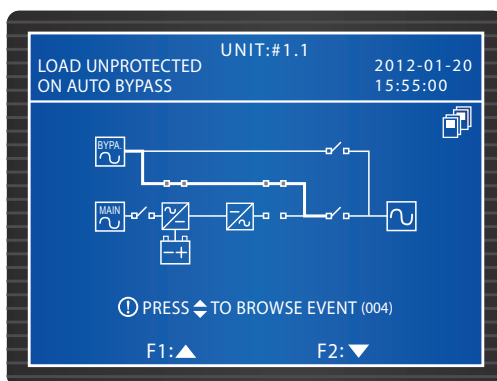 UNIT:#1.1
LOAD UNPROTECTED
ON AUTO BYPASS
2012-01-20
15:55:00
BYPA.
MAIN
PRESS TO BROWSE EVENT (004)
F1: F2: